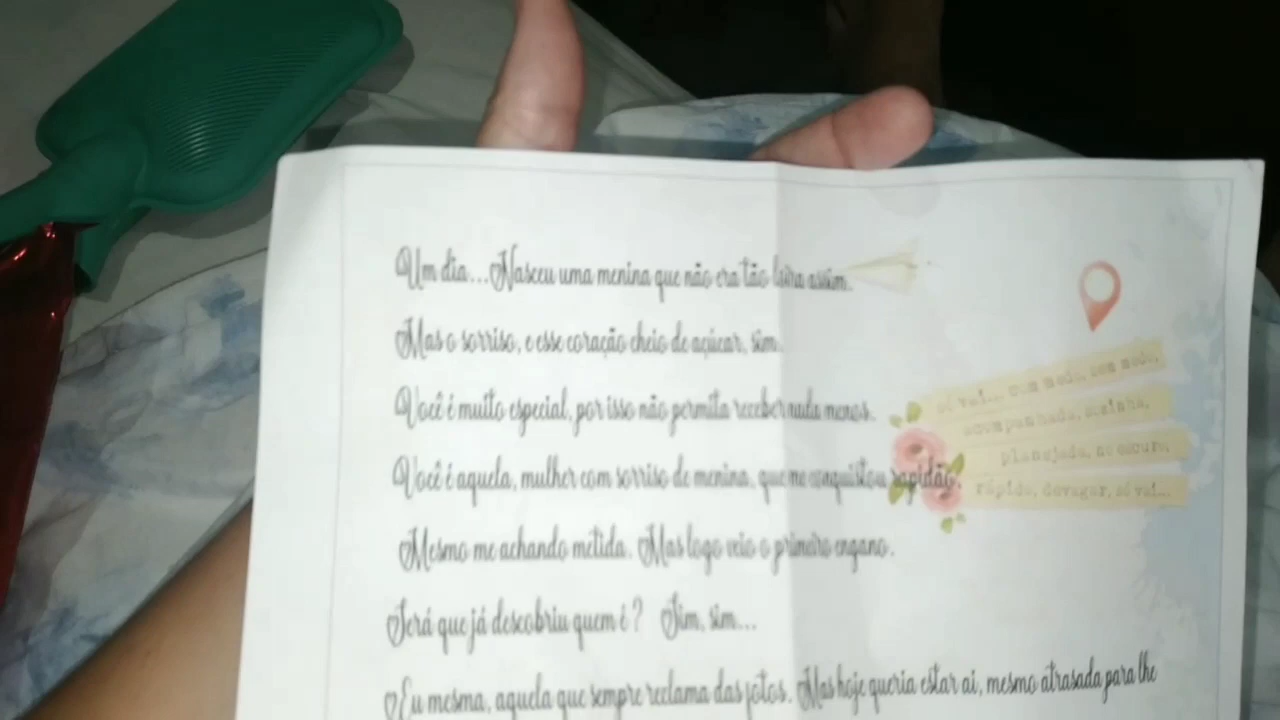 Um dia...Nasceu uma menina que não era tão loira assim.
Mas o sorriso, e esse coração cheio de açúcar, sim.
Você é muito especial, por isso não permita receber nada menos.
Você é aquela, mulher com sorriso de menina, que me conquistou rapidão.
Mesmo me achando metida. Mas logo veio o primeiro engano.
Será que já descobriu quem é? Sim, sim...
Eu mesma, aquela que sempre reclama das fotos. Mas hoje queria estar ai, mesmo atrasada para lhe
só vai... com medo, sem medo,
acompanhada, sozinha,
planejada, no escuro,
rápido, devagar, só vai...